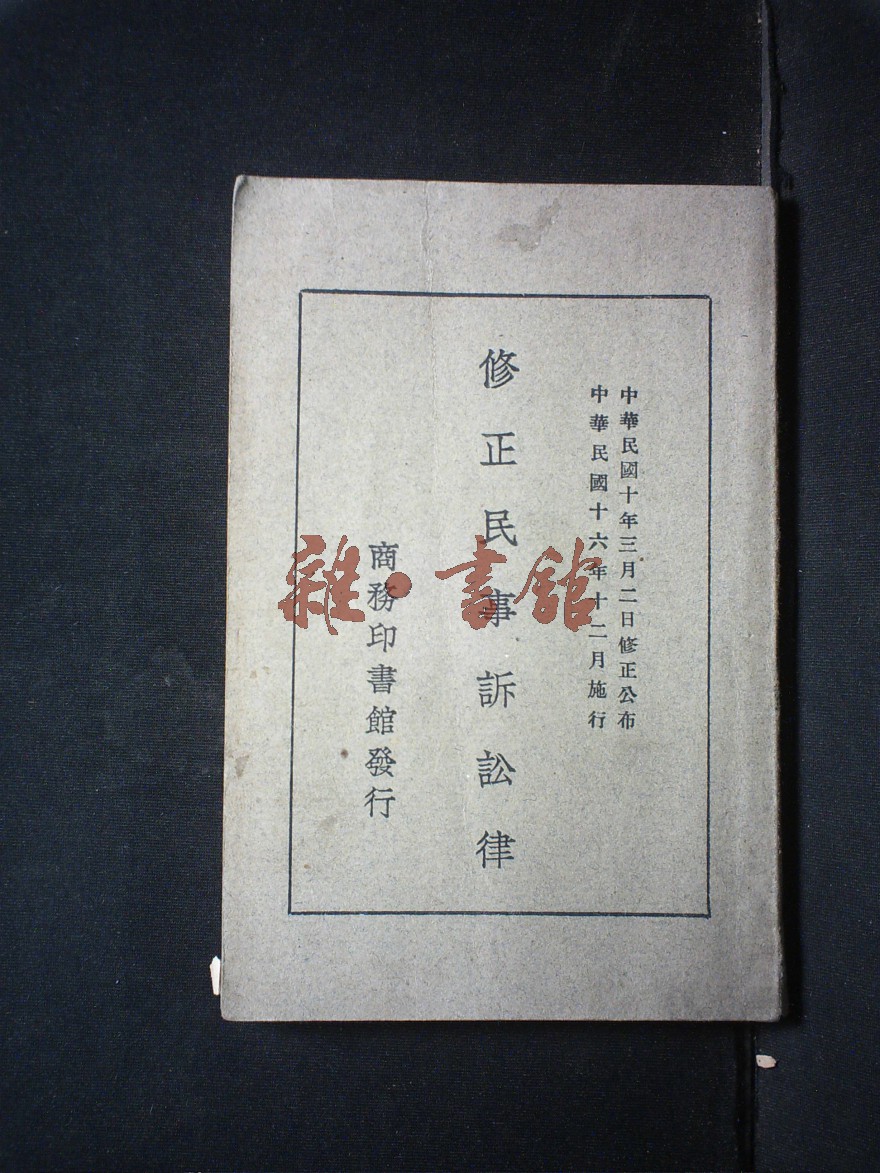 中華民國十年三月二日修正公布
中華民國十六年十二月施行
修正民事訴訟律
商務印書館發行
雜·書館